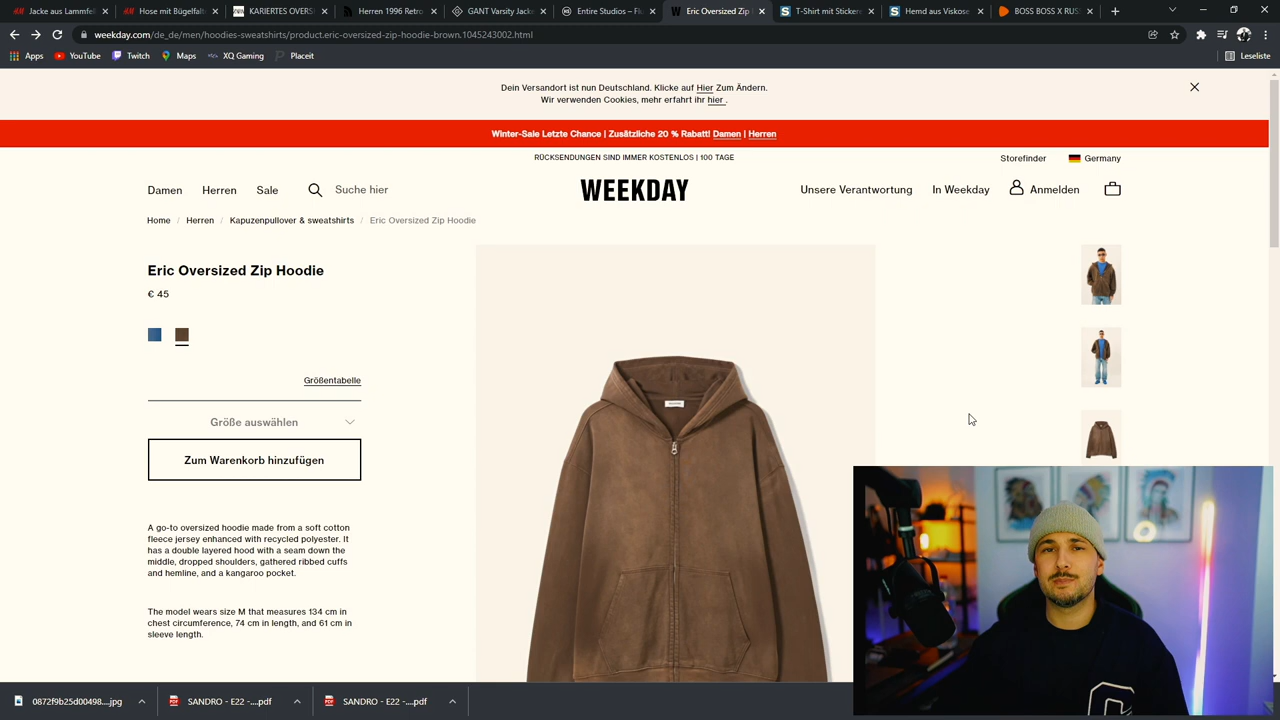 Jacke aus Lammfel
Jacke mit Begalt
KARIERTES OVERSI
Herren 1996 Retro
GANT Varsity Jack
Entire Studios - Fu
Eric Oversized Zip
T-Shirt mit Sticker
Hemd aus Viskose
BOSS BOSS X RUS
weekday.com/de_de/men/hoodies-sweatshirts/product.eric-oversized-zip-hoodie-brown.1045243002.html
Apps YouTube Twitch Maps XQ Gaming Placeit Leseliste
Dein Versandort ist nun Deutschland. Klicke auf Hier Zum Ändern.
Wir verwenden Cookies, mehr erfahrt ihr hier .
Winter-Sale Letzte Chance | Zusätzliche 20 % Rabatt! Damen | Herren
RÜCKSENDUNGEN SIND IMMER KOSTENLOS | 100 TAGE
Storefinder Germany
Damen Herren Sale Suche hier WEEKDAY Unsere Verantwortung In Weekday Anmelden
Home / Herren / Kapuzenpullover & sweatshirts / Eric Oversized Zip Hoodie
Eric Oversized Zip Hoodie
€ 45
Größentabelle
Größe auswählen
Zum Warenkorb hinzufügen
A go-to oversized hoodie made from a soft cotton
fleece jersey enhanced with recycled polyester. It
has a double layered hood with a seam down the
middle, dropped shoulders, gathered ribbed cuffs
and hemline, and a kangaroo pocket.
The model wears size M that measures 134 cm in
chest circumference, 74 cm in length, and 61 cm in
sleeve length.
0872f9b25d00498....jpg
SANDRO - E22 -....pdf
SANDRO - E22 -....pdf